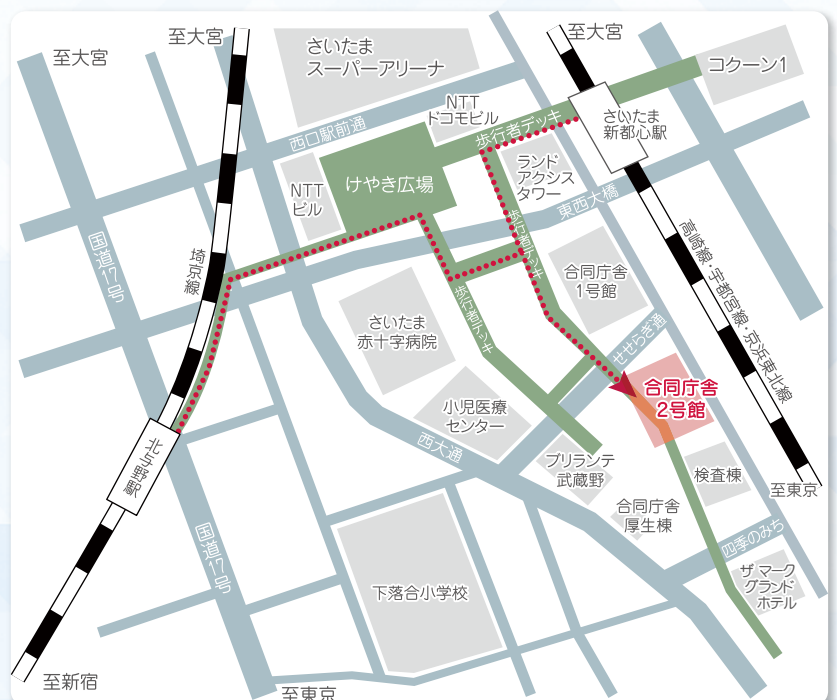 至大宮
至大宮
至大宮
さいたま
スーパーアリーナ
コクーン1
NTT
ドコモビル
歩行者デッキ
さいたま
新都心駅
西口駅前通
ランド
アクシス
タワー
けやき広場
NTT
ビル
東西大橋
歩行者デッキ
国道17号
埼京線
高崎線・宇都宮線・京浜東北線
合同庁舎
1号館
歩行者デッキ
さいたま
赤十字病院
せせらぎ通
合同庁舎
2号館
小児医療
センター
西大通
北与野駅
ブリランテ
武蔵野
検査棟
至東京
合同庁舎
厚生棟
国道17号
四季のみち
ザ マーク
グランド
ホテル
下落合小学校
至新宿
至東京